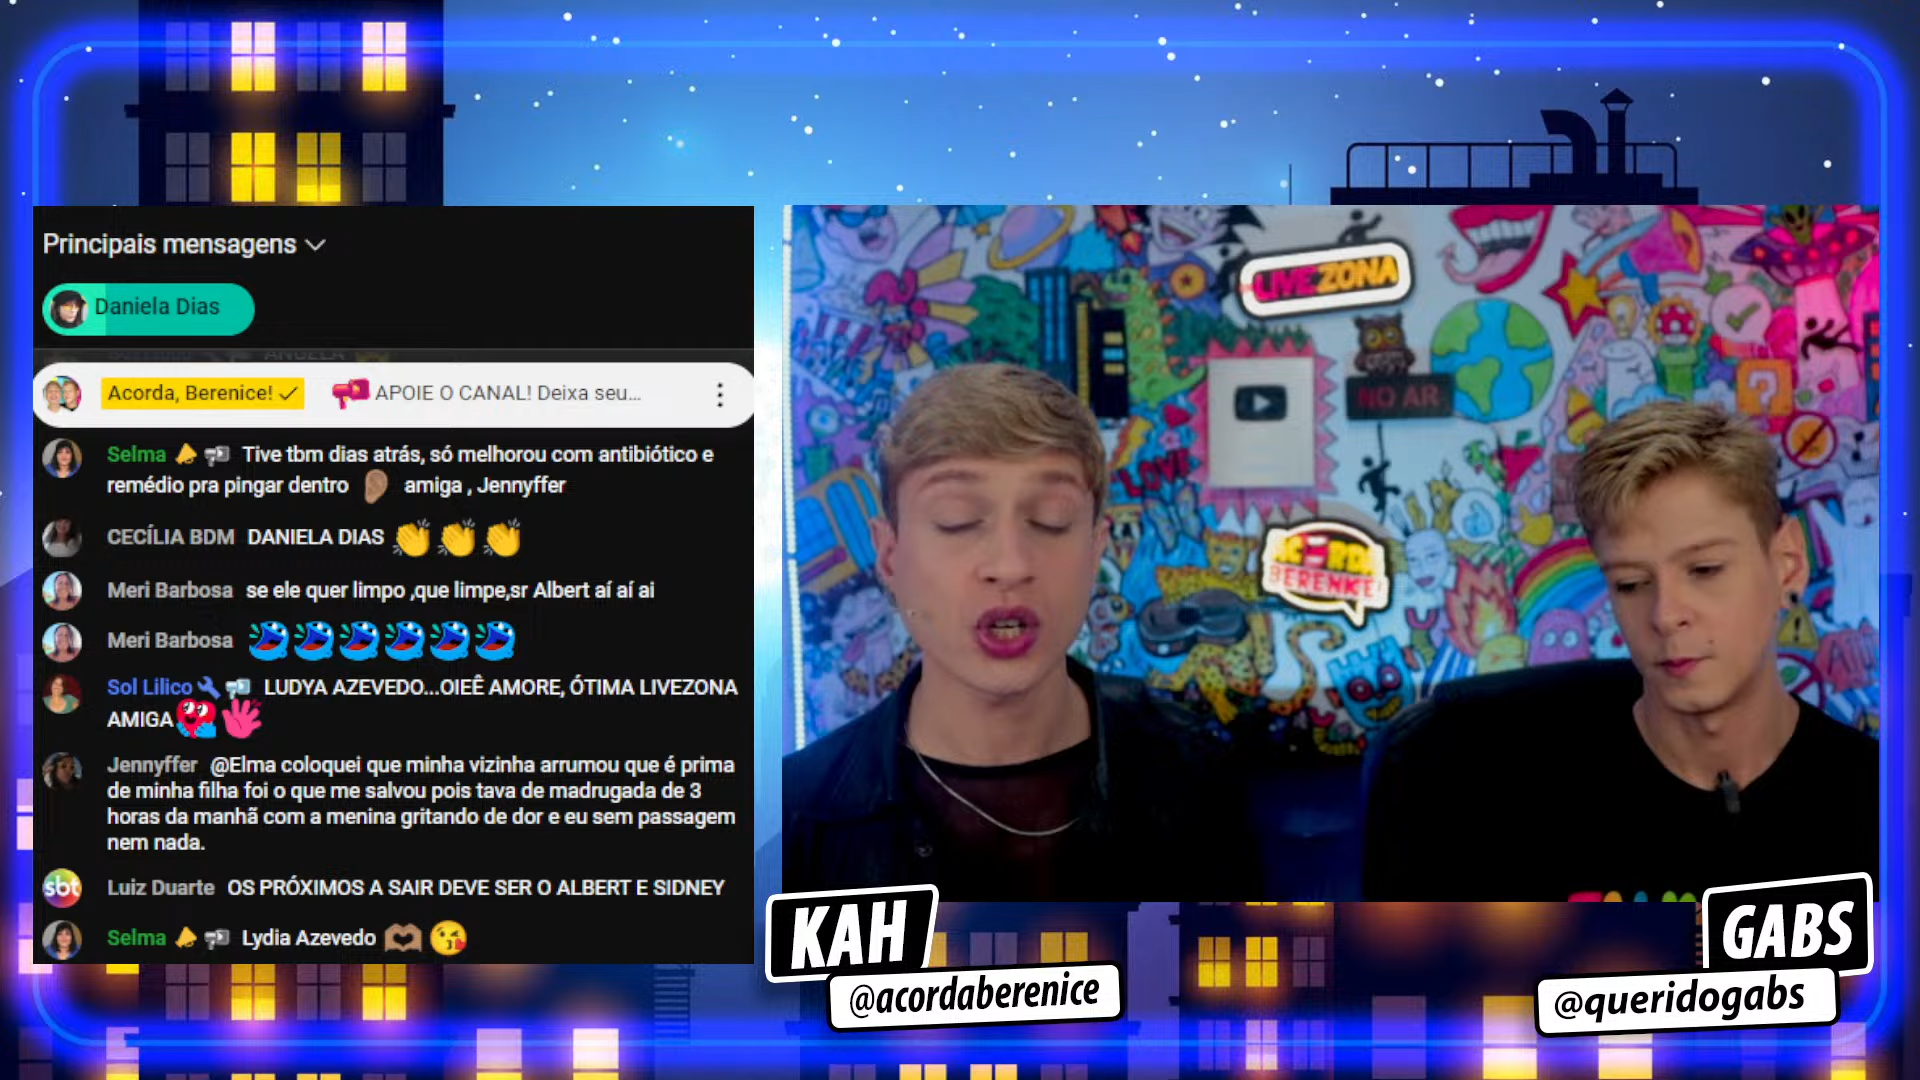 Principais mensagens
Daniela Dias
Acorda, Berenice! APOIE O CANAL! Deixa seu...
Selma Tive tbm dias atrás, só melhorou com antibiótico e
remédio pra pingar dentro amiga , Jennyffer
CECÍLIA BDM DANIELA DIAS
Meri Barbosa se ele quer limpo ,que limpe,sr Albert aí aí ai
Meri Barbosa
Sol Lilico LUDYA AZEVEDO...OIEÊ AMORE, ÓTIMA LIVEZONA
AMIGA
Jennyffer @Elma coloquei que minha vizinha arrumou que é prima
de minha filha foi o que me salvou pois tava de madrugada de 3
horas da manhã com a menina gritando de dor e eu sem passagem
nem nada.
sbt
Luiz Duarte OS PRÓXIMOS A SAIR DEVE SER O ALBERT E SIDNEY
Selma Lydia Azevedo
LIVEZONA
NO AR
LOVE
ACORDA
BERENICE!
KAH
@acordaberenice
GABS
@queridogabs